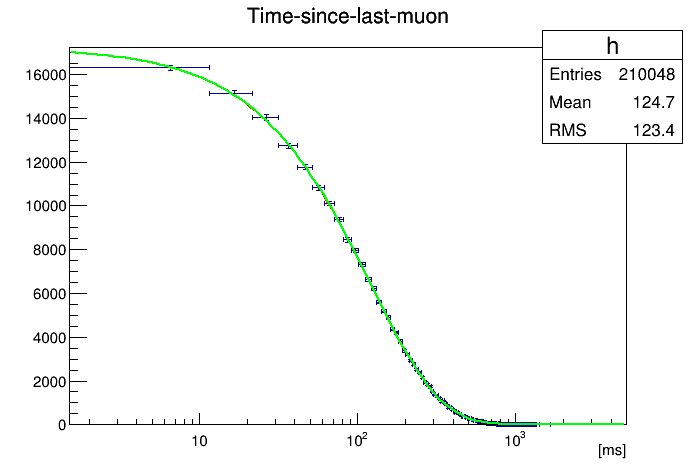 Time-since-last-muon
h
Entries 210048
Mean 124.7
RMS 123.4
16000
14000
12000
10000
8000
6000
4000
2000
0
10 10² 10³
[ms]